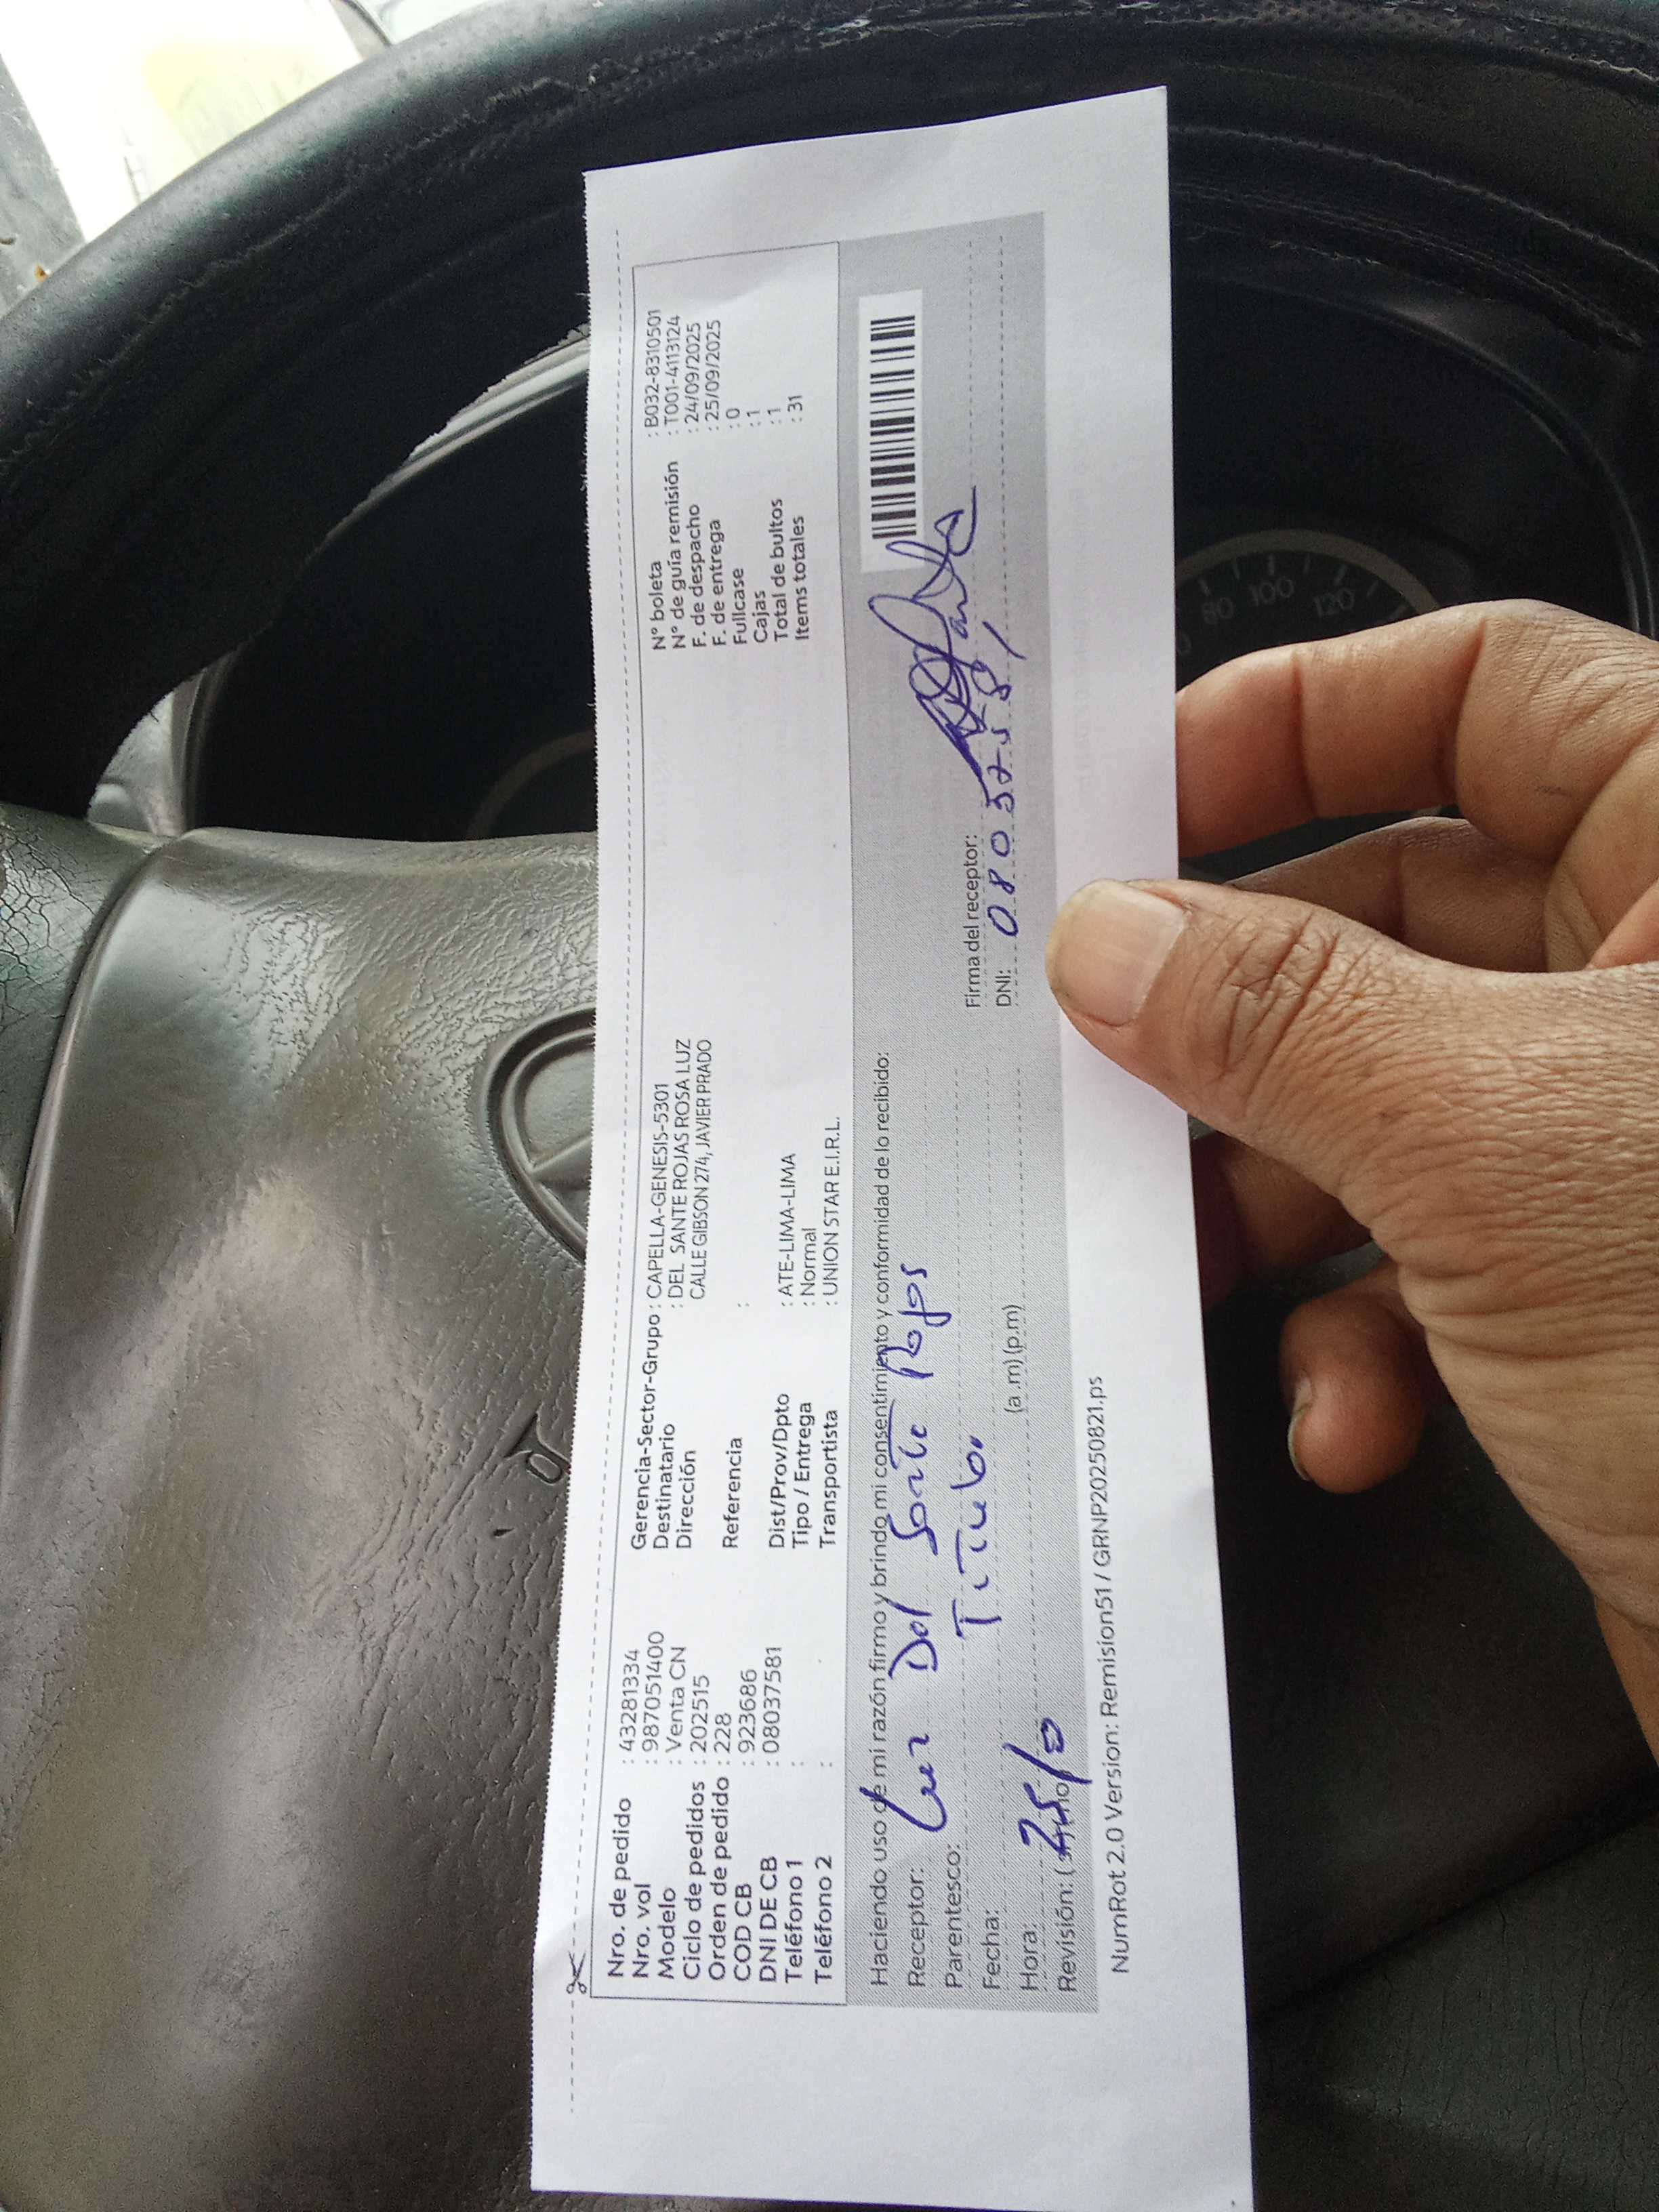 Nro. de pedido : 43281334
Nro. vol : 987051400
Modelo : Venta CN
Ciclo de pedidos : 202515
Orden de pedido : 228
COD CB : 923686
DNI DE CB : 08037581
Teléfono 1 :
Teléfono 2 :
Gerencia-Sector-Grupo : CAPELLA-GENESIS-5301
Destinatario : DEL SANTE ROJAS ROSA LUZ
Dirección CALLE GIBSON 274, JAVIER PRADO
Referencia :
Dist/Prov/Dpto : ATE-LIMA-LIMA
Tipo / Entrega : Normal
Transportista : UNION STAR E.I.R.L.
N° boleta : B032-8310501
N° de guía remisión : T001-4113124
F. de despacho : 24/09/2025
F. de entrega : 25/09/2025
Fullcase : 0
Cajas : 1
Total de bultos : 1
Items totales : 31
Haciendo uso de mi razón firmo y brindo mi consentimiento y conformidad de lo recibido:
Receptor: Luz Del Sante Rojas
Parentesco: Titular
Fecha:
Hora: (a.m) (p.m)
Revisión:
Firma del receptor:
DNI:
NumRot 2.0 Version: Remision51 / GRNP20250821.ps
80
100
120